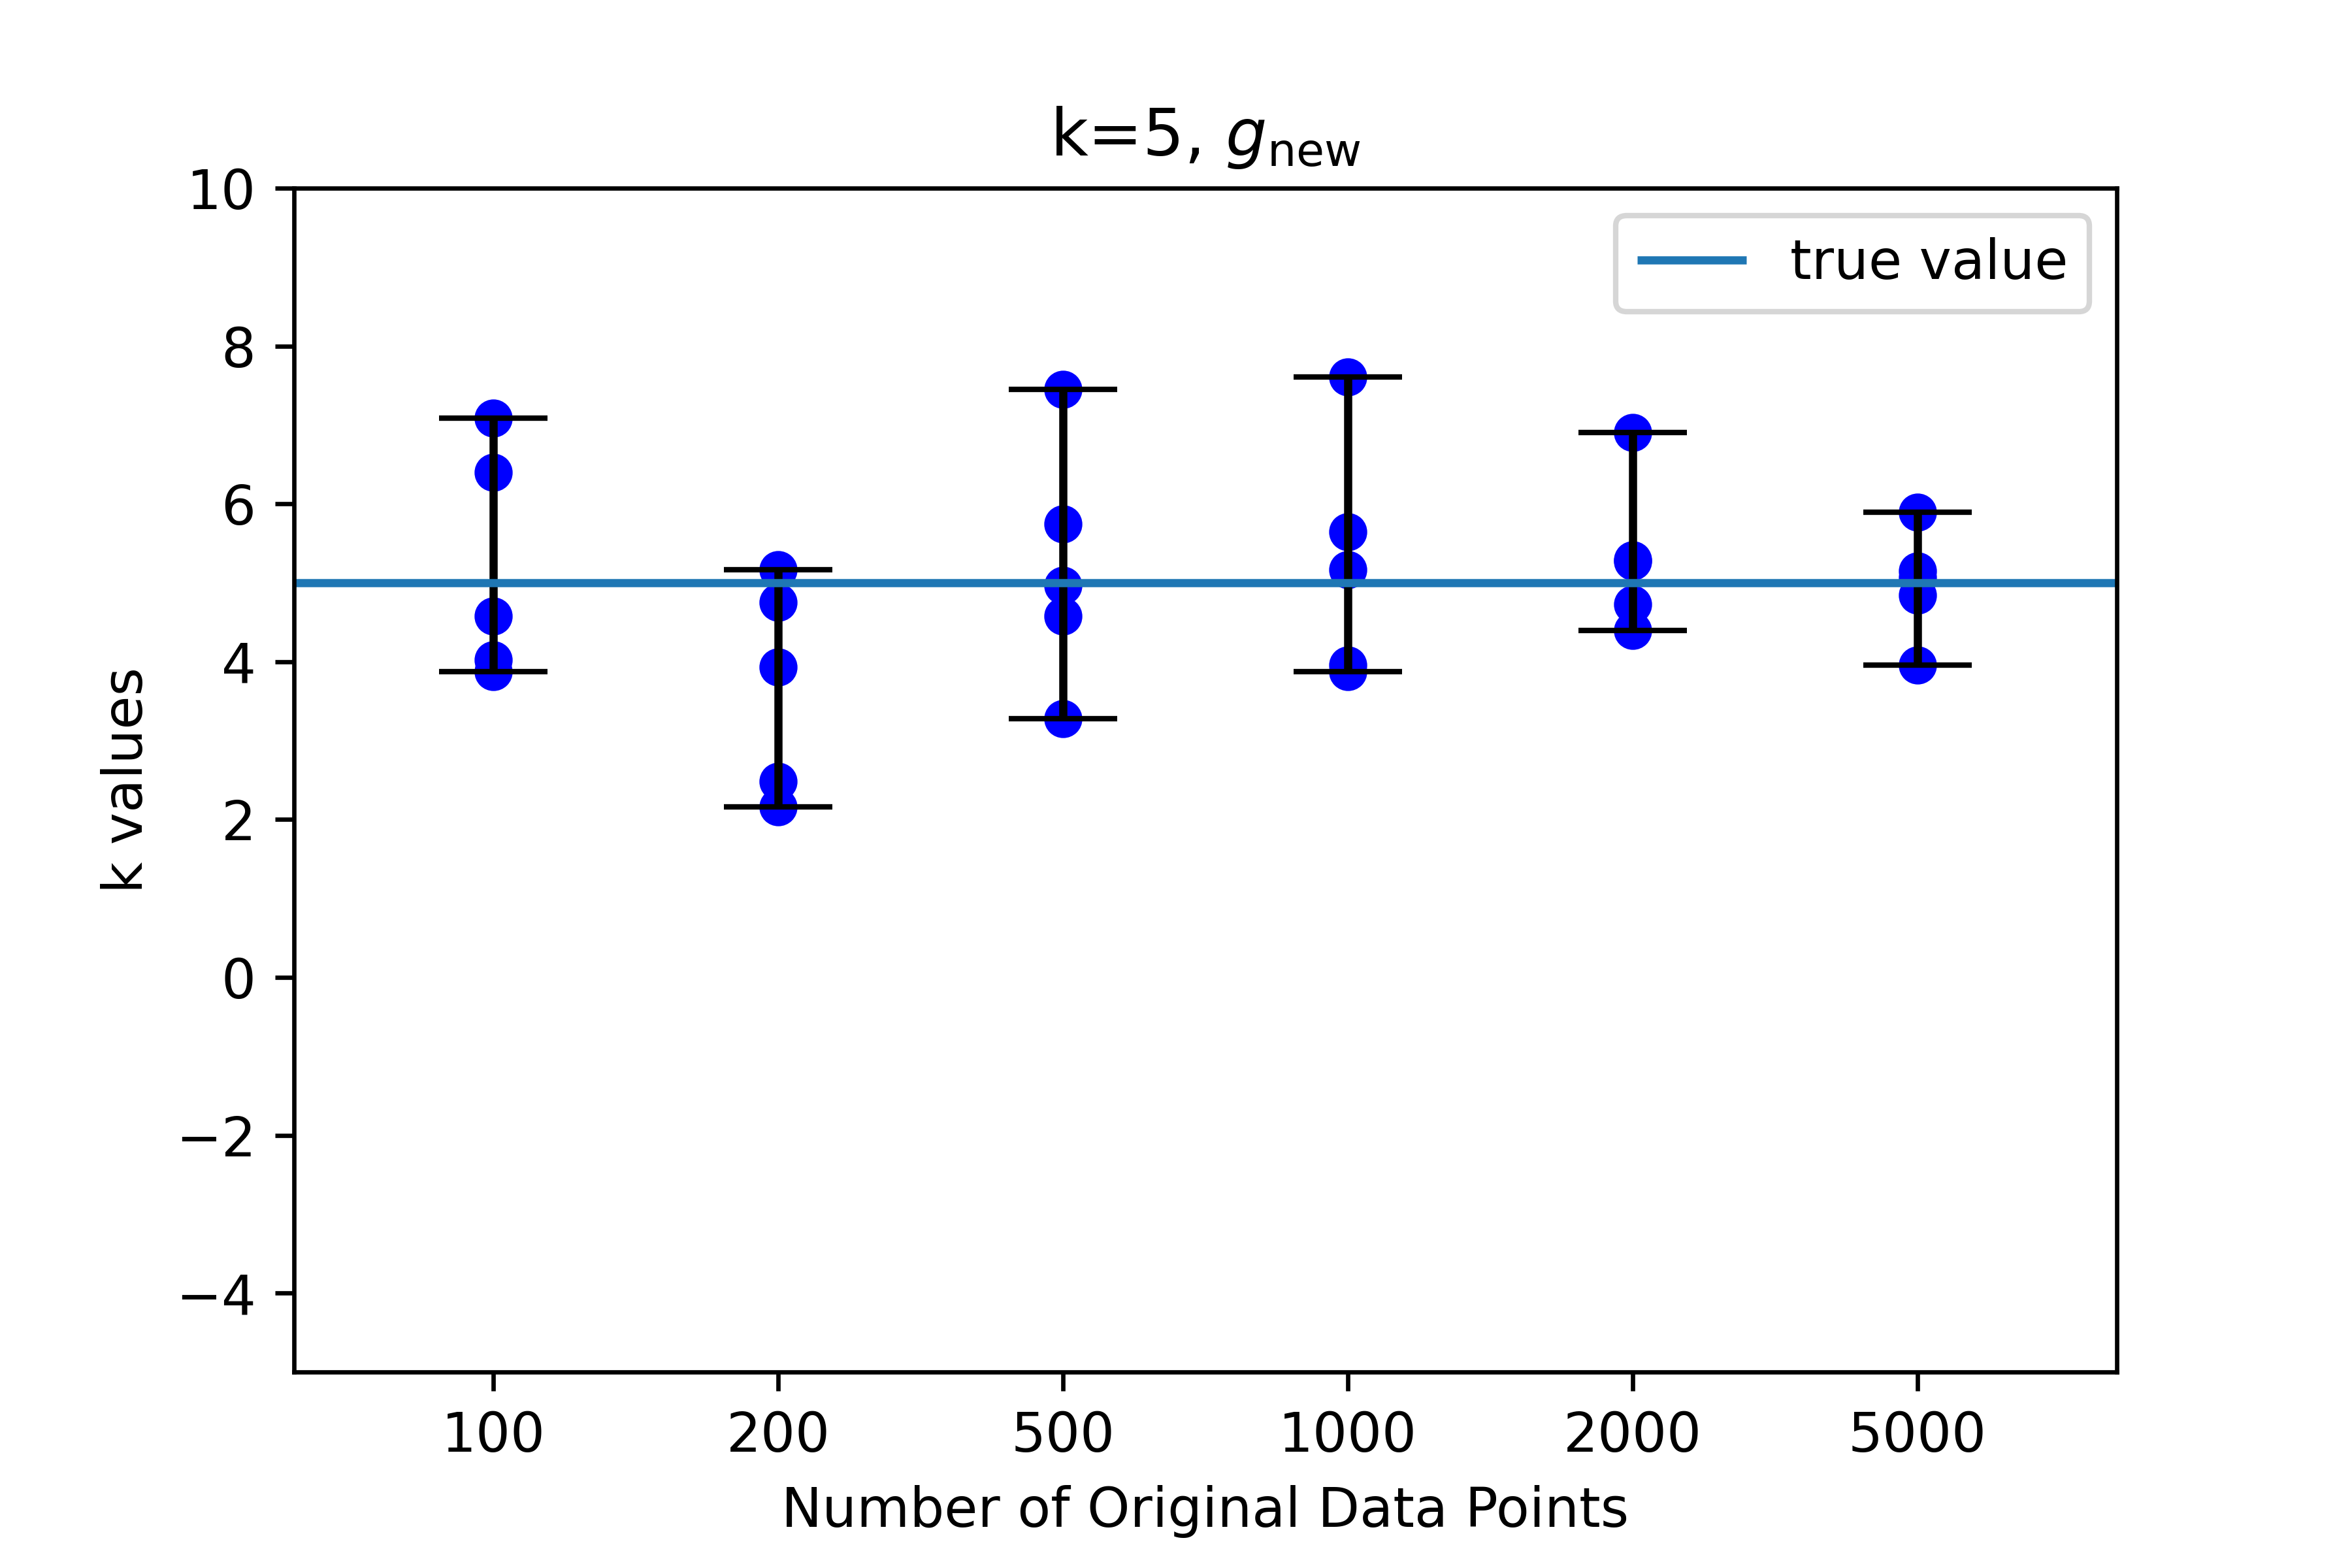 k=5, g_new
10
8
6
4
2
0
−2
−4
k values
true value
100 200 500 1000 2000 5000
Number of Original Data Points